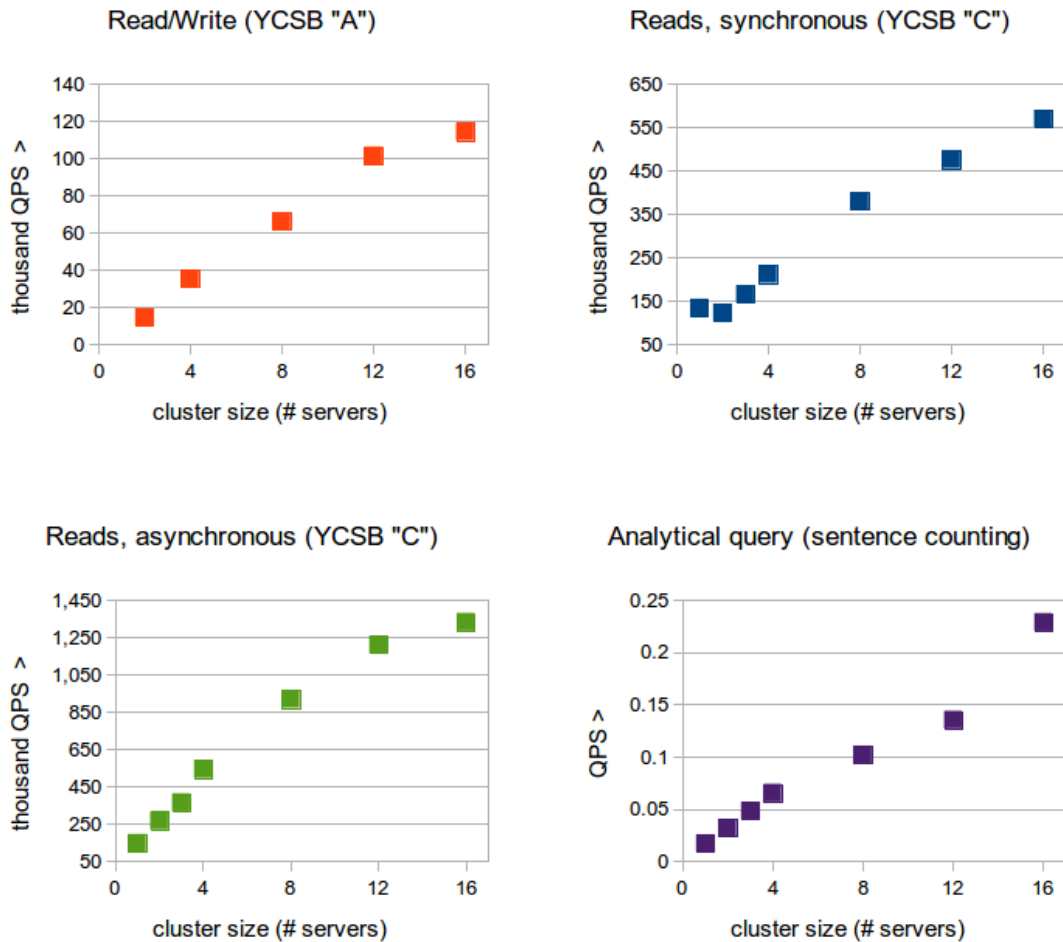 Read/Write (YCSB "A")
140
120
100
80
60
40
20
0
0 4 8 12 16
thousand QPS >
cluster size (# servers)
Reads, synchronous (YCSB "C")
650
550
450
350
250
150
50
0 4 8 12 16
thousand QPS >
cluster size (# servers)
Reads, asynchronous (YCSB "C")
1,450
1,250
1,050
850
650
450
250
50
0 4 8 12 16
thousand QPS >
cluster size (# servers)
Analytical query (sentence counting)
0.25
0.2
0.15
0.1
0.05
0
0 4 8 12 16
QPS >
cluster size (# servers)